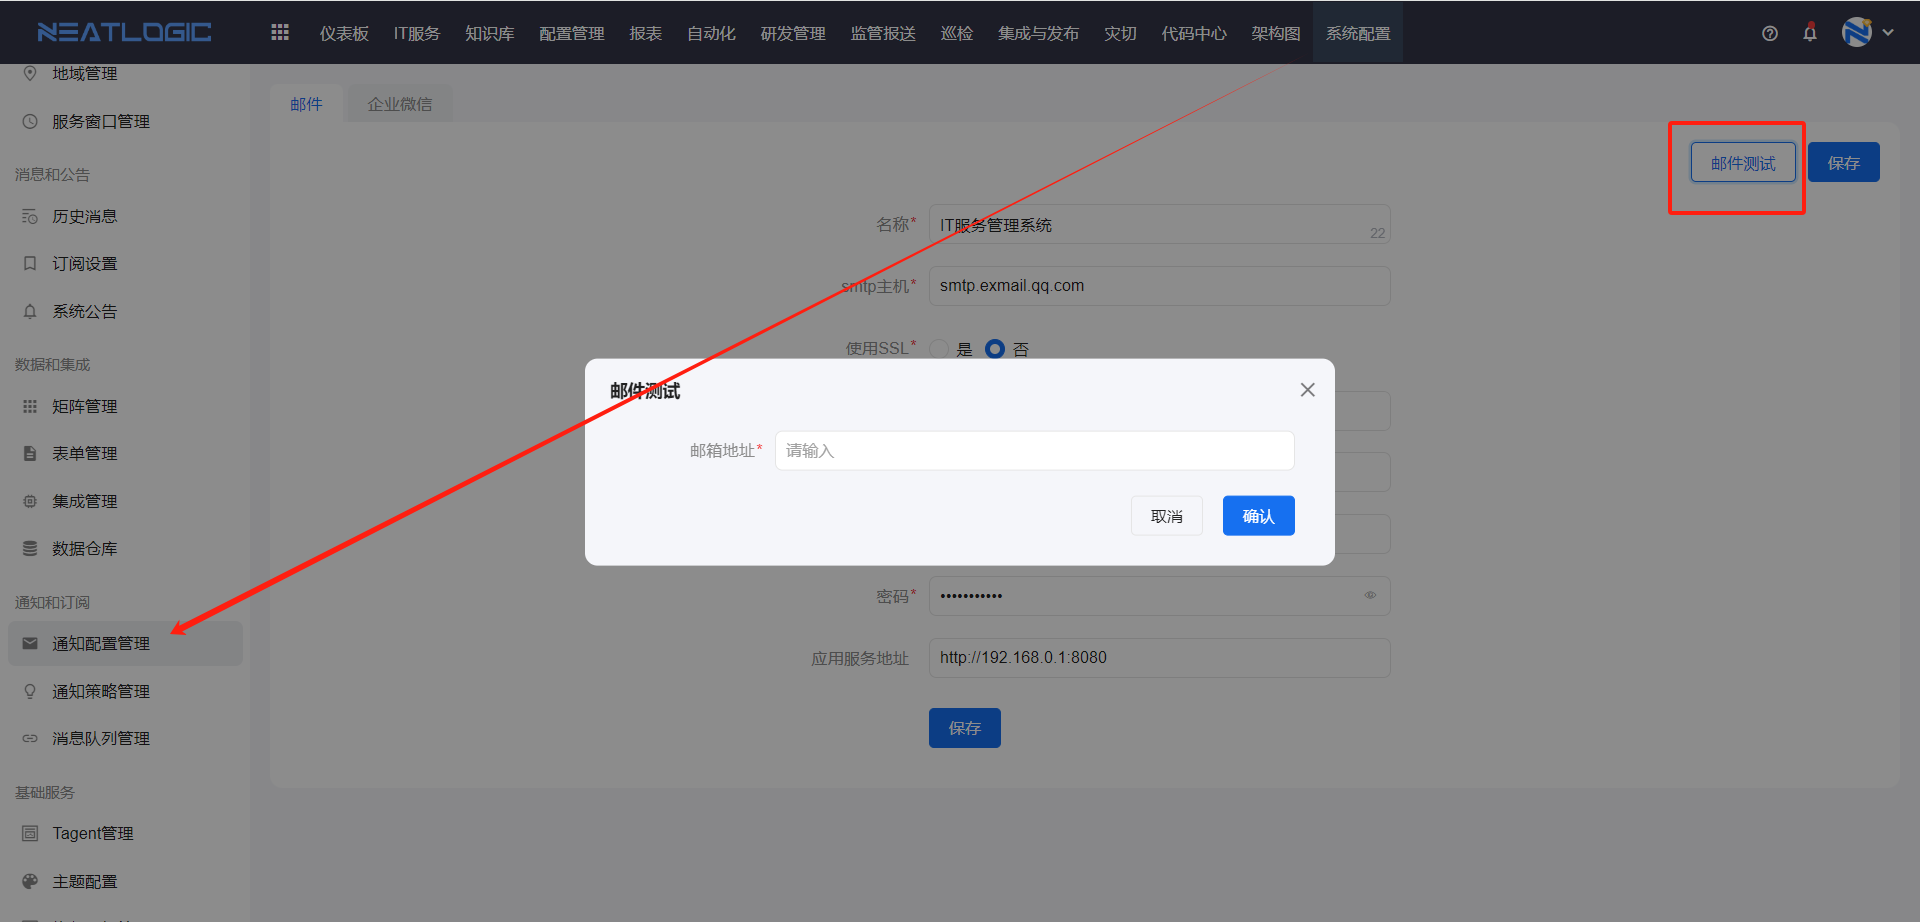 NEATLOGIC
仪表板
IT服务
知识库
配置管理
报表
自动化
研发管理
监管报送
巡检
集成与发布
灾切
代码中心
架构图
系统配置
地域管理
服务窗口管理
消息和公告
历史消息
订阅设置
系统公告
数据和集成
矩阵管理
表单管理
集成管理
数据仓库
通知和订阅
通知配置管理
通知策略管理
消息队列管理
基础服务
Tagent管理
主题配置
邮件
企业微信
邮件测试
保存
名称*
IT服务管理系统
22
smtp主机*
smtp.exmail.qq.com
使用SSL*
是
否
邮件测试
邮箱地址*
请输入
取消
确认
密码*
•••••••••••
应用服务地址
http://192.168.0.1:8080
保存